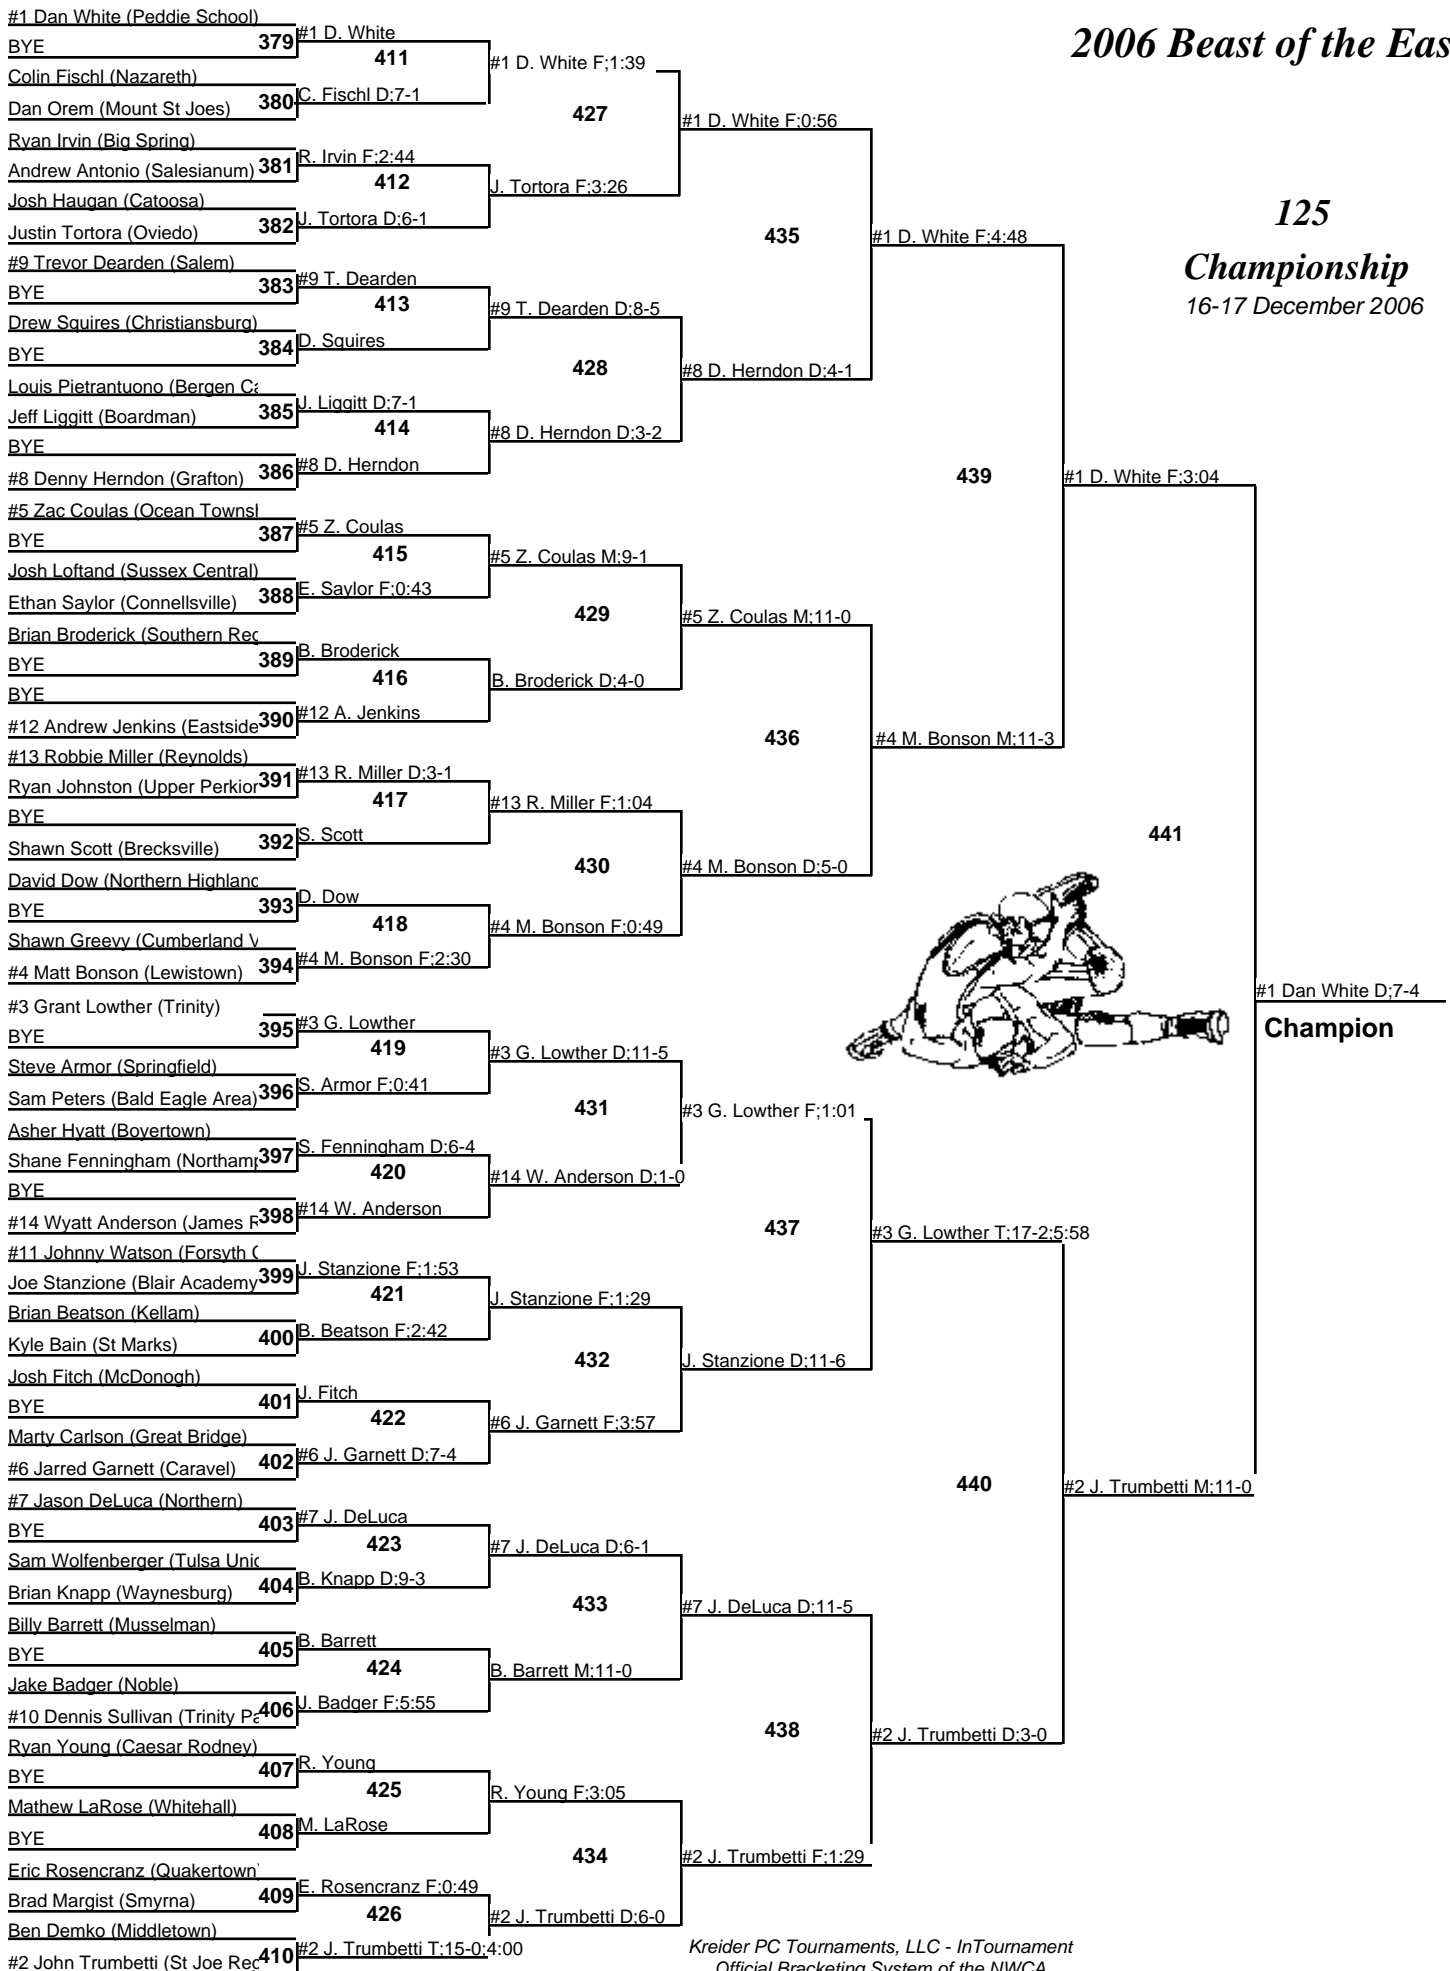 2006 Beast of the Eas
125
Championship
16-17 December 2006
#1 Dan White (Peddie School)
BYE
379
Colin Fischl (Nazareth)
Dan Orem (Mount St Joes)
380
Ryan Irvin (Big Spring)
Andrew Antonio (Salesianum)
381
Josh Haugan (Catoosa)
Justin Tortora (Oviedo)
382
#9 Trevor Dearden (Salem)
BYE
383
Drew Squires (Christiansburg)
BYE
384
Louis Pietrantuono (Bergen Ca
Jeff Liggitt (Boardman)
385
BYE
#8 Denny Herndon (Grafton)
386
#5 Zac Coulas (Ocean Townsh
BYE
387
Josh Loftand (Sussex Central)
Ethan Saylor (Connellsville)
388
Brian Broderick (Southern Reg
BYE
389
BYE
#12 Andrew Jenkins (Eastside
390
#13 Robbie Miller (Reynolds)
Ryan Johnston (Upper Perkior
391
BYE
Shawn Scott (Brecksville)
392
David Dow (Northern Highland
BYE
393
Shawn Greevy (Cumberland V
#4 Matt Bonson (Lewistown)
394
#3 Grant Lowther (Trinity)
BYE
395
Steve Armor (Springfield)
Sam Peters (Bald Eagle Area)
396
Asher Hyatt (Boyertown)
Shane Fenningham (Northamp
397
BYE
#14 Wyatt Anderson (James R
398
#11 Johnny Watson (Forsyth C
Joe Stanzione (Blair Academy
399
Brian Beatson (Kellam)
Kyle Bain (St Marks)
400
Josh Fitch (McDonogh)
BYE
401
Marty Carlson (Great Bridge)
#6 Jarred Garnett (Caravel)
402
#7 Jason DeLuca (Northern)
BYE
403
Sam Wolfenberger (Tulsa Unio
Brian Knapp (Waynesburg)
404
Billy Barrett (Musselman)
BYE
405
Jake Badger (Noble)
#10 Dennis Sullivan (Trinity Pa
406
Ryan Young (Caesar Rodney)
BYE
407
Mathew LaRose (Whitehall)
BYE
408
Eric Rosencranz (Quakertown)
Brad Margist (Smyrna)
409
Ben Demko (Middletown)
#2 John Trumbetti (St Joe Reg
410
#1 D. White
411
C. Fischl D;7-1
R. Irvin F;2:44
412
J. Tortora D;6-1
#9 T. Dearden
413
D. Squires
J. Liggitt D;7-1
414
#8 D. Herndon
#5 Z. Coulas
415
E. Saylor F;0:43
B. Broderick
416
#12 A. Jenkins
#13 R. Miller D;3-1
417
S. Scott
D. Dow
418
#4 M. Bonson F;2:30
#3 G. Lowther
419
S. Armor F;0:41
S. Fenningham D;6-4
420
#14 W. Anderson
J. Stanzione F;1:53
421
B. Beatson F;2:42
J. Fitch
422
#6 J. Garnett D;7-4
#7 J. DeLuca
423
B. Knapp D;9-3
B. Barrett
424
J. Badger F;5:55
R. Young
425
M. LaRose
E. Rosencranz F;0:49
426
#2 J. Trumbetti T;15-0;4:00
#1 D. White F;1:39
427
J. Tortora F;3:26
#9 T. Dearden D;8-5
428
#8 D. Herndon D;3-2
#5 Z. Coulas M;9-1
429
B. Broderick D;4-0
#13 R. Miller F;1:04
430
#4 M. Bonson F;0:49
#3 G. Lowther D;11-5
431
#14 W. Anderson D;1-0
J. Stanzione F;1:29
432
#6 J. Garnett F;3:57
#7 J. DeLuca D;6-1
433
B. Barrett M;11-0
R. Young F;3:05
434
#2 J. Trumbetti D;6-0
#1 D. White F;0:56
435
#8 D. Herndon D;4-1
#5 Z. Coulas M;11-0
436
#4 M. Bonson D;5-0
#3 G. Lowther F;1:01
437
J. Stanzione D;11-6
#7 J. DeLuca D;11-5
438
#2 J. Trumbetti F;1:29
#1 D. White F;4:48
439
#4 M. Bonson M;11-3
#3 G. Lowther T;17-2;5:58
440
#2 J. Trumbetti D;3-0
#1 D. White F;3:04
441
#2 J. Trumbetti M;11-0
#1 Dan White D;7-4
Champion
Kreider PC Tournaments, LLC - InTournament
Official Bracketing System of the NWCA